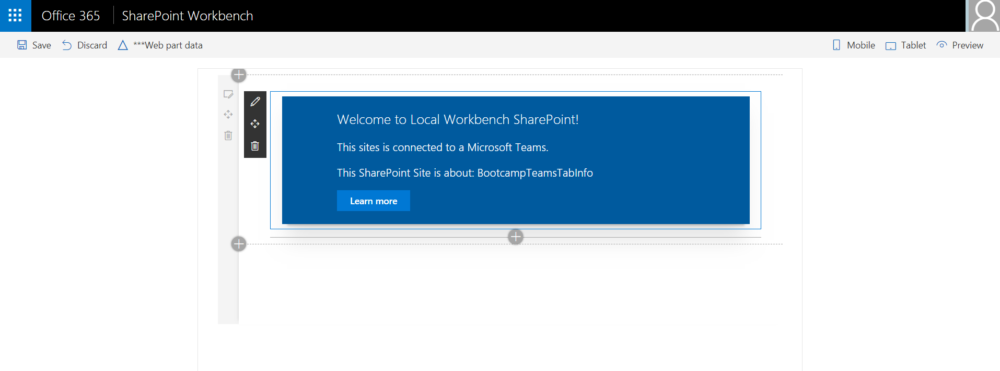 Office 365 SharePoint Workbench
Save Discard ***Web part data Mobile Tablet Preview
Welcome to Local Workbench SharePoint!
This sites is connected to a Microsoft Teams.
This SharePoint Site is about: BootcampTeamsTabInfo
Learn more